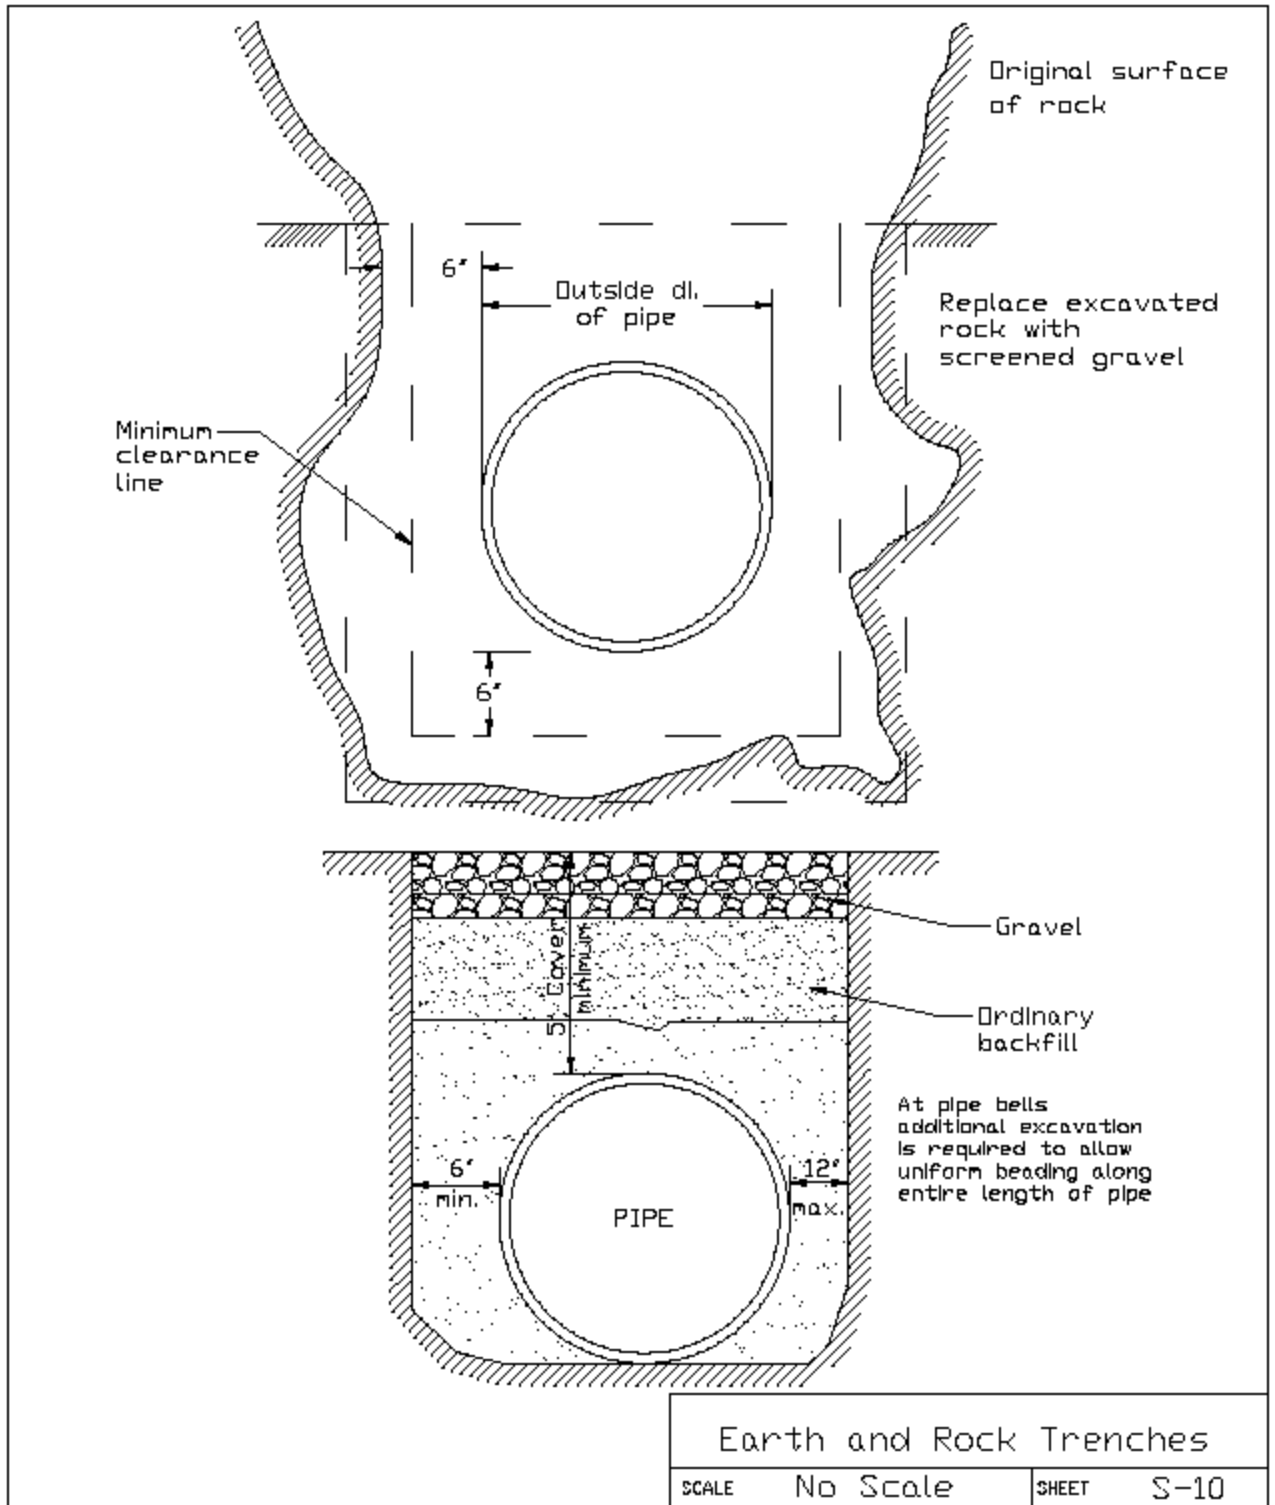 Original surface
of rock
6"
Outside di.
of pipe
Replace excavated
rock with
screened gravel
Minimum
clearance
line
6"
Gravel
5' Cover
minimum
Ordinary
backfill
At pipe bells
additional excavation
is required to allow
uniform beading along
entire length of pipe
6"
min.
12"
max.
PIPE
Earth and Rock Trenches
SCALE No Scale SHEET S-10